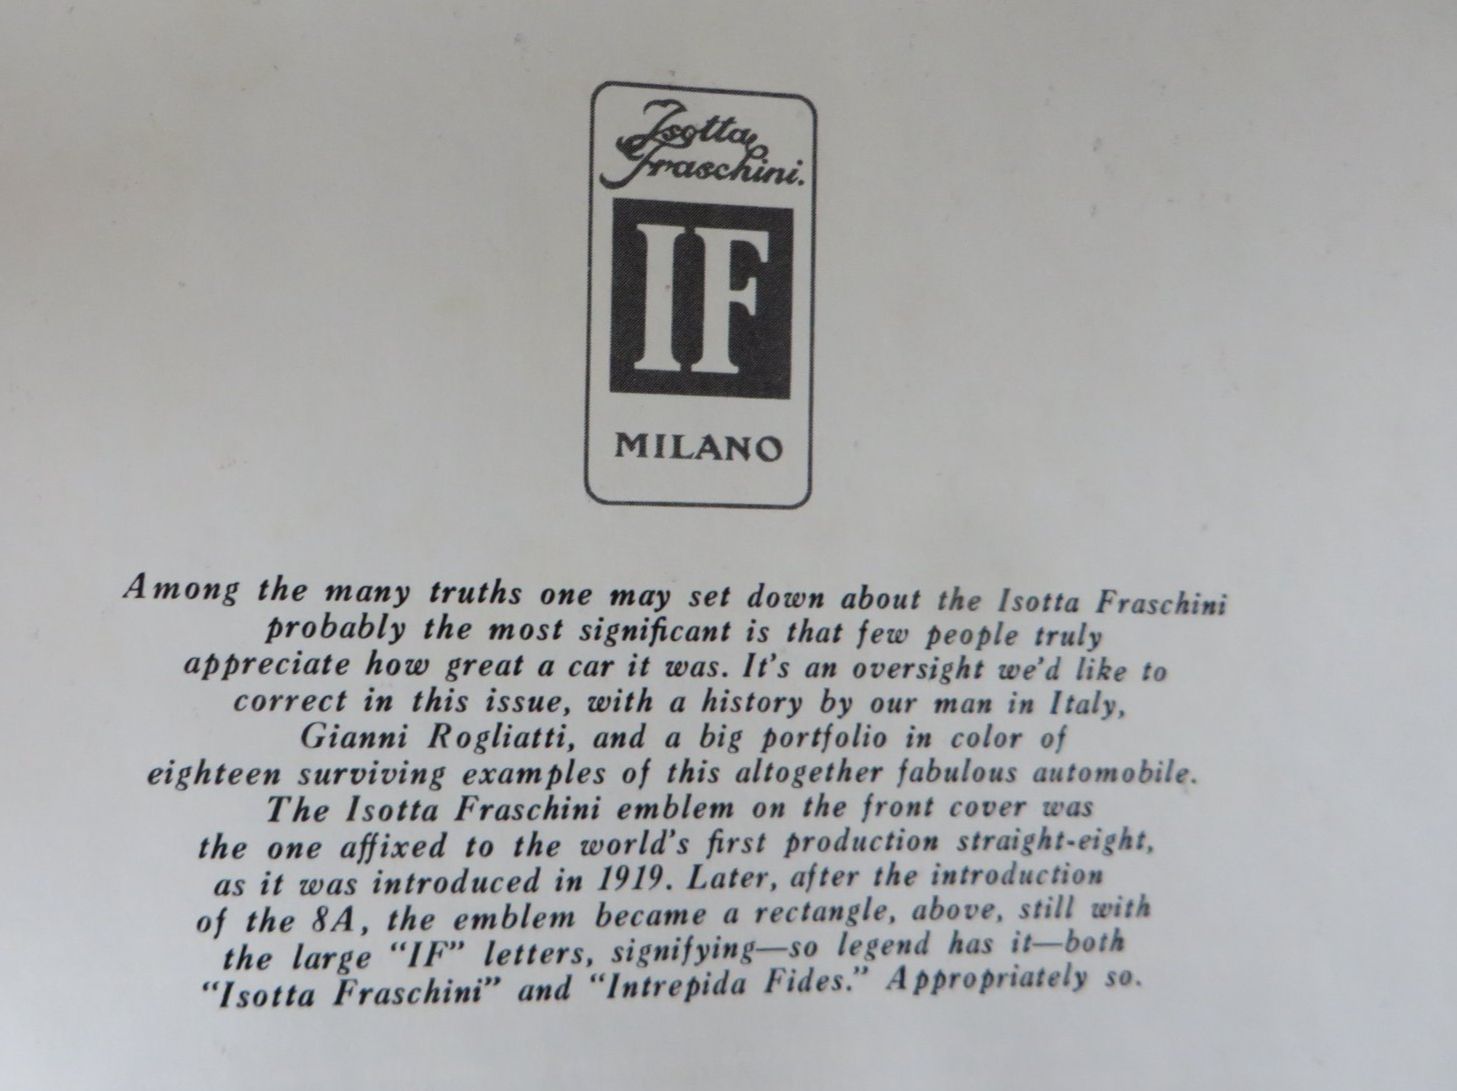 Isotta
Fraschini.
IF
MILANO
Among the many truths one may set down about the Isotta Fraschini
probably the most significant is that few people truly
appreciate how great a car it was. It's an oversight we'd like to
correct in this issue, with a history by our man in Italy,
Gianni Rogliatti, and a big portfolio in color of
eighteen surviving examples of this altogether fabulous automobile.
The Isotta Fraschini emblem on the front cover was
the one affixed to the world's first production straight-eight,
as it was introduced in 1919. Later, after the introduction
of the 8A, the emblem became a rectangle, above, still with
the large "IF" letters, signifying—so legend has it—both
"Isotta Fraschini" and "Intrepida Fides." Appropriately so.